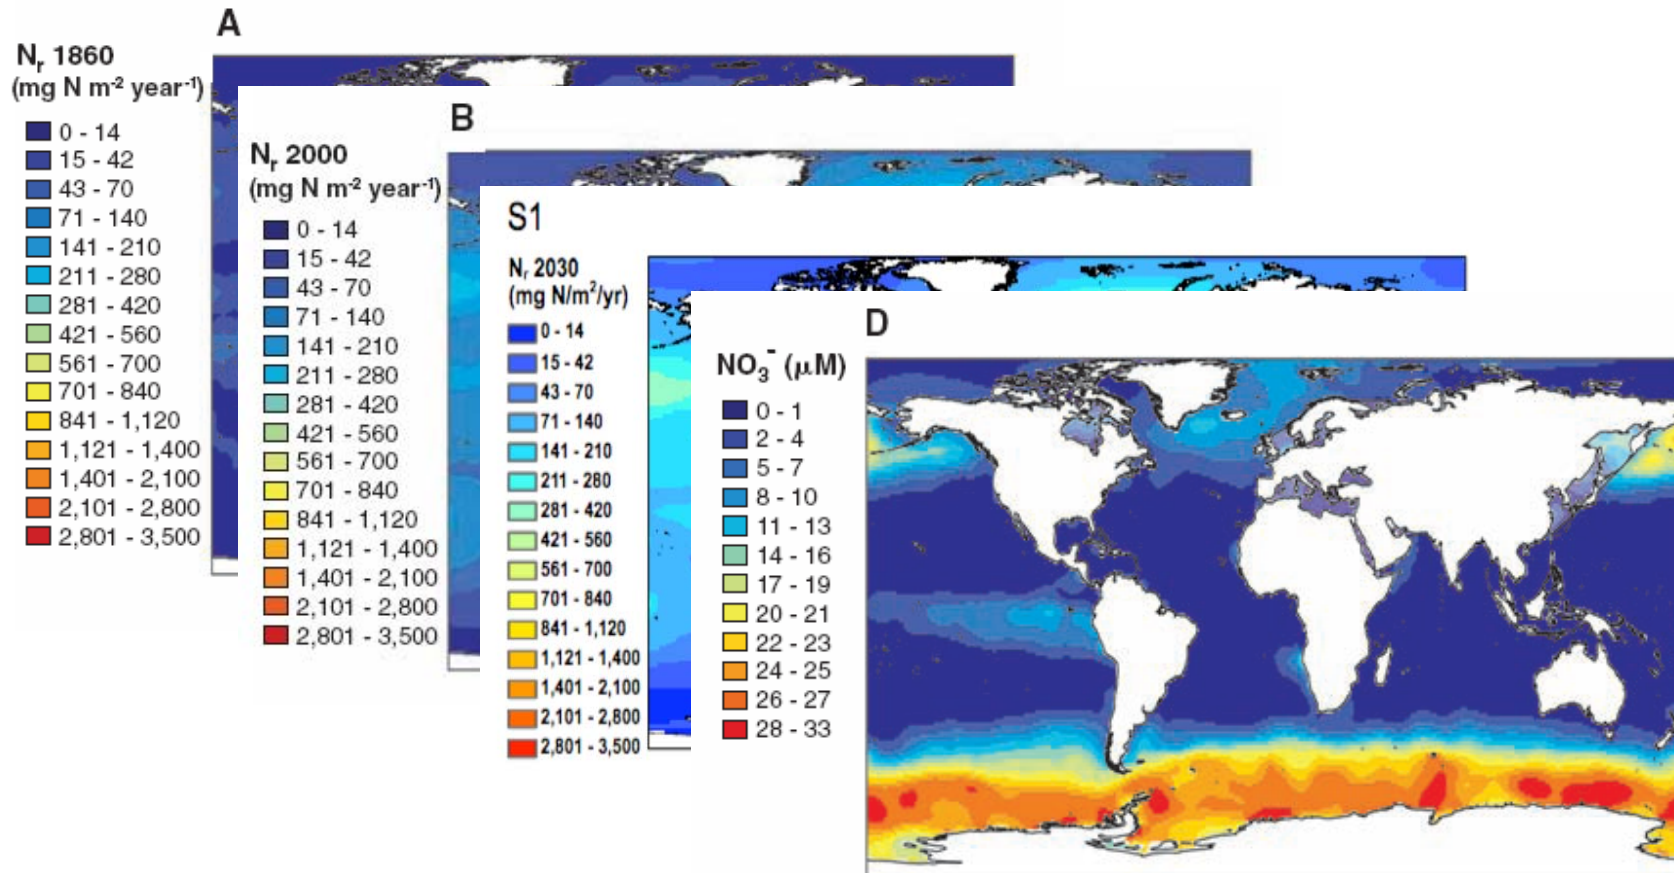 A
Nr 1860
(mg N m-2 year-1)
0 - 14
15 - 42
43 - 70
71 - 140
141 - 210
211 - 280
281 - 420
421 - 560
561 - 700
701 - 840
841 - 1,120
1,121 - 1,400
1,401 - 2,100
2,101 - 2,800
2,801 - 3,500
B
Nr 2000
(mg N m-2 year-1)
0 - 14
15 - 42
43 - 70
71 - 140
141 - 210
211 - 280
281 - 420
421 - 560
561 - 700
701 - 840
841 - 1,120
1,121 - 1,400
1,401 - 2,100
2,101 - 2,800
2,801 - 3,500
S1
Nr 2030
(mg N/m2/yr)
0 - 14
15 - 42
43 - 70
71 - 140
141 - 210
211 - 280
281 - 420
421 - 560
561 - 700
701 - 840
841 - 1,120
1,121 - 1,400
1,401 - 2,100
2,101 - 2,800
2,801 - 3,500
D
NO3- (μM)
0 - 1
2 - 4
5 - 7
8 - 10
11 - 13
14 - 16
17 - 19
20 - 21
22 - 23
24 - 25
26 - 27
28 - 33